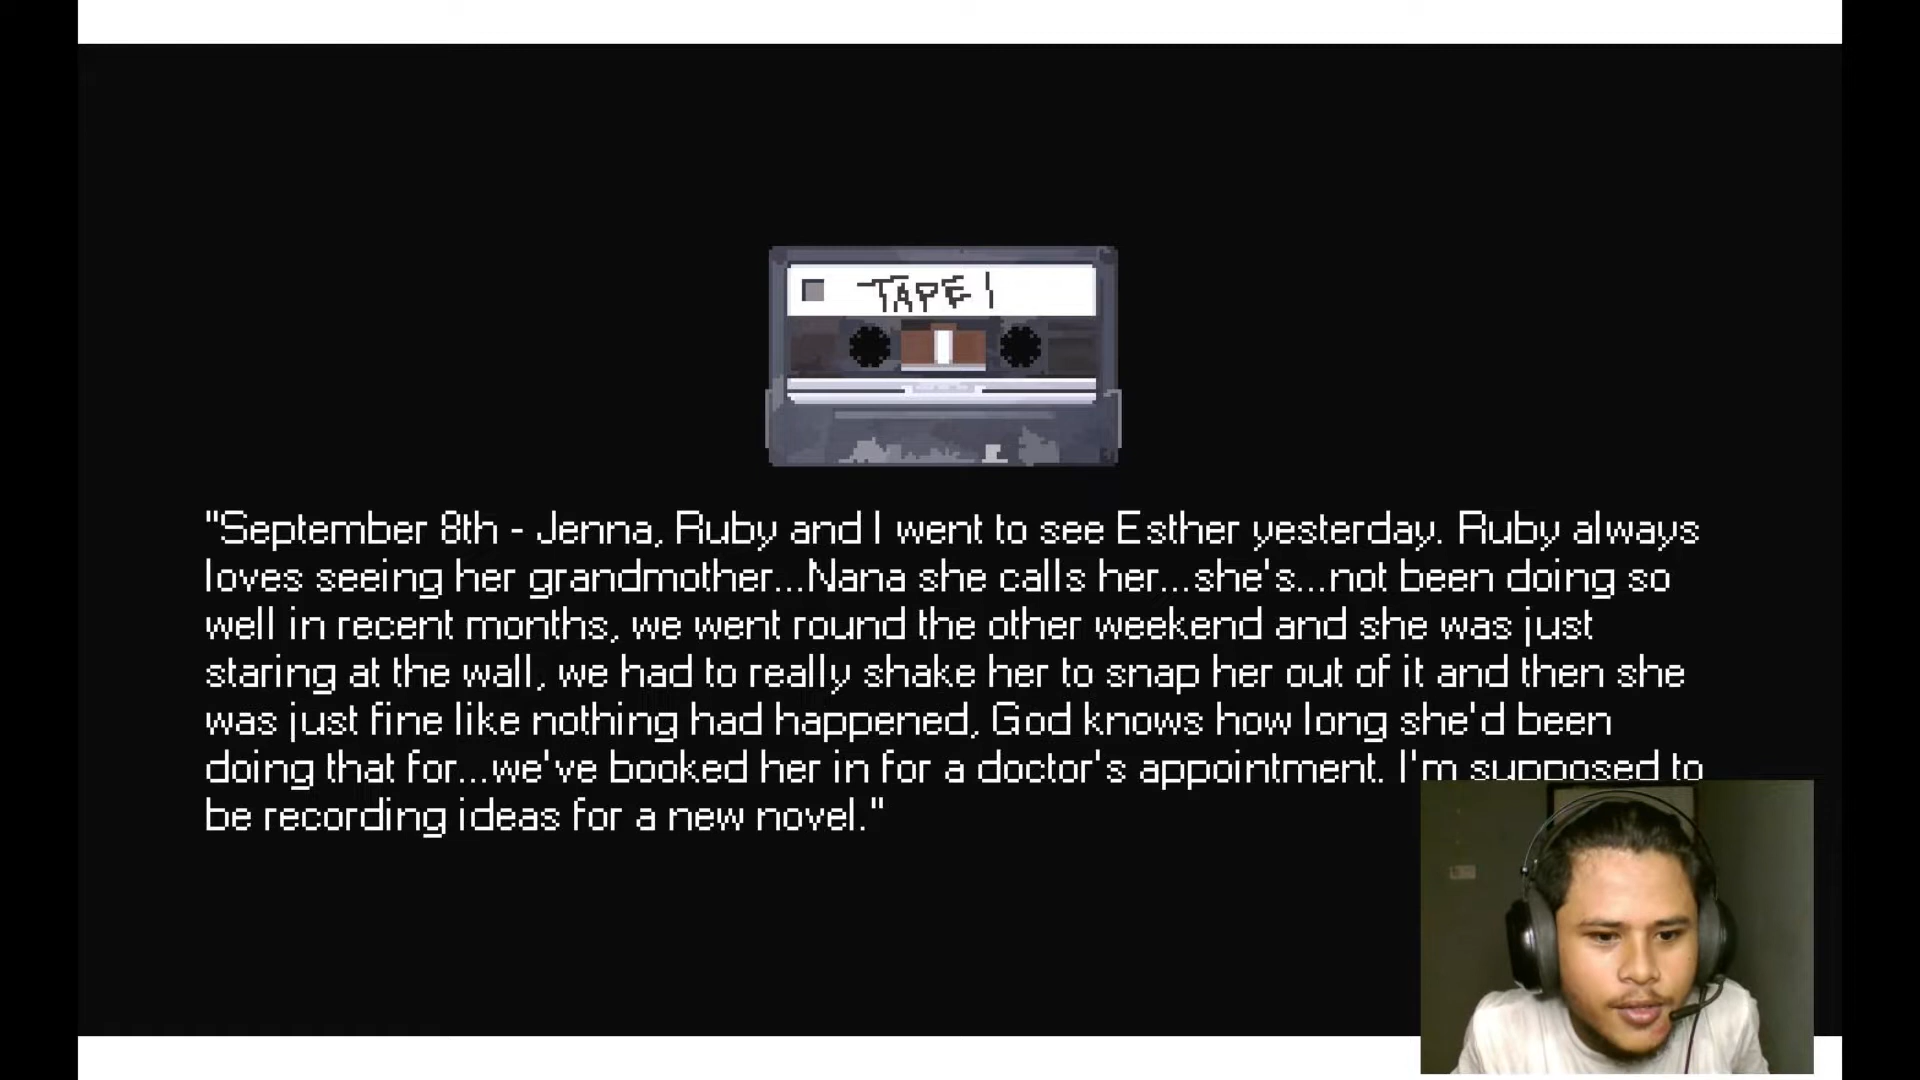 TAPE 1
"September 8th - Jenna, Ruby and I went to see Esther yesterday. Ruby always
loves seeing her grandmother...Nana she calls her...she's...not been doing so
well in recent months, we went round the other weekend and she was just
staring at the wall, we had to really shake her to snap her out of it and then she
was just fine like nothing had happened, God knows how long she'd been
doing that for...we've booked her in for a doctor's appointment. I'm supposed to
be recording ideas for a new novel."